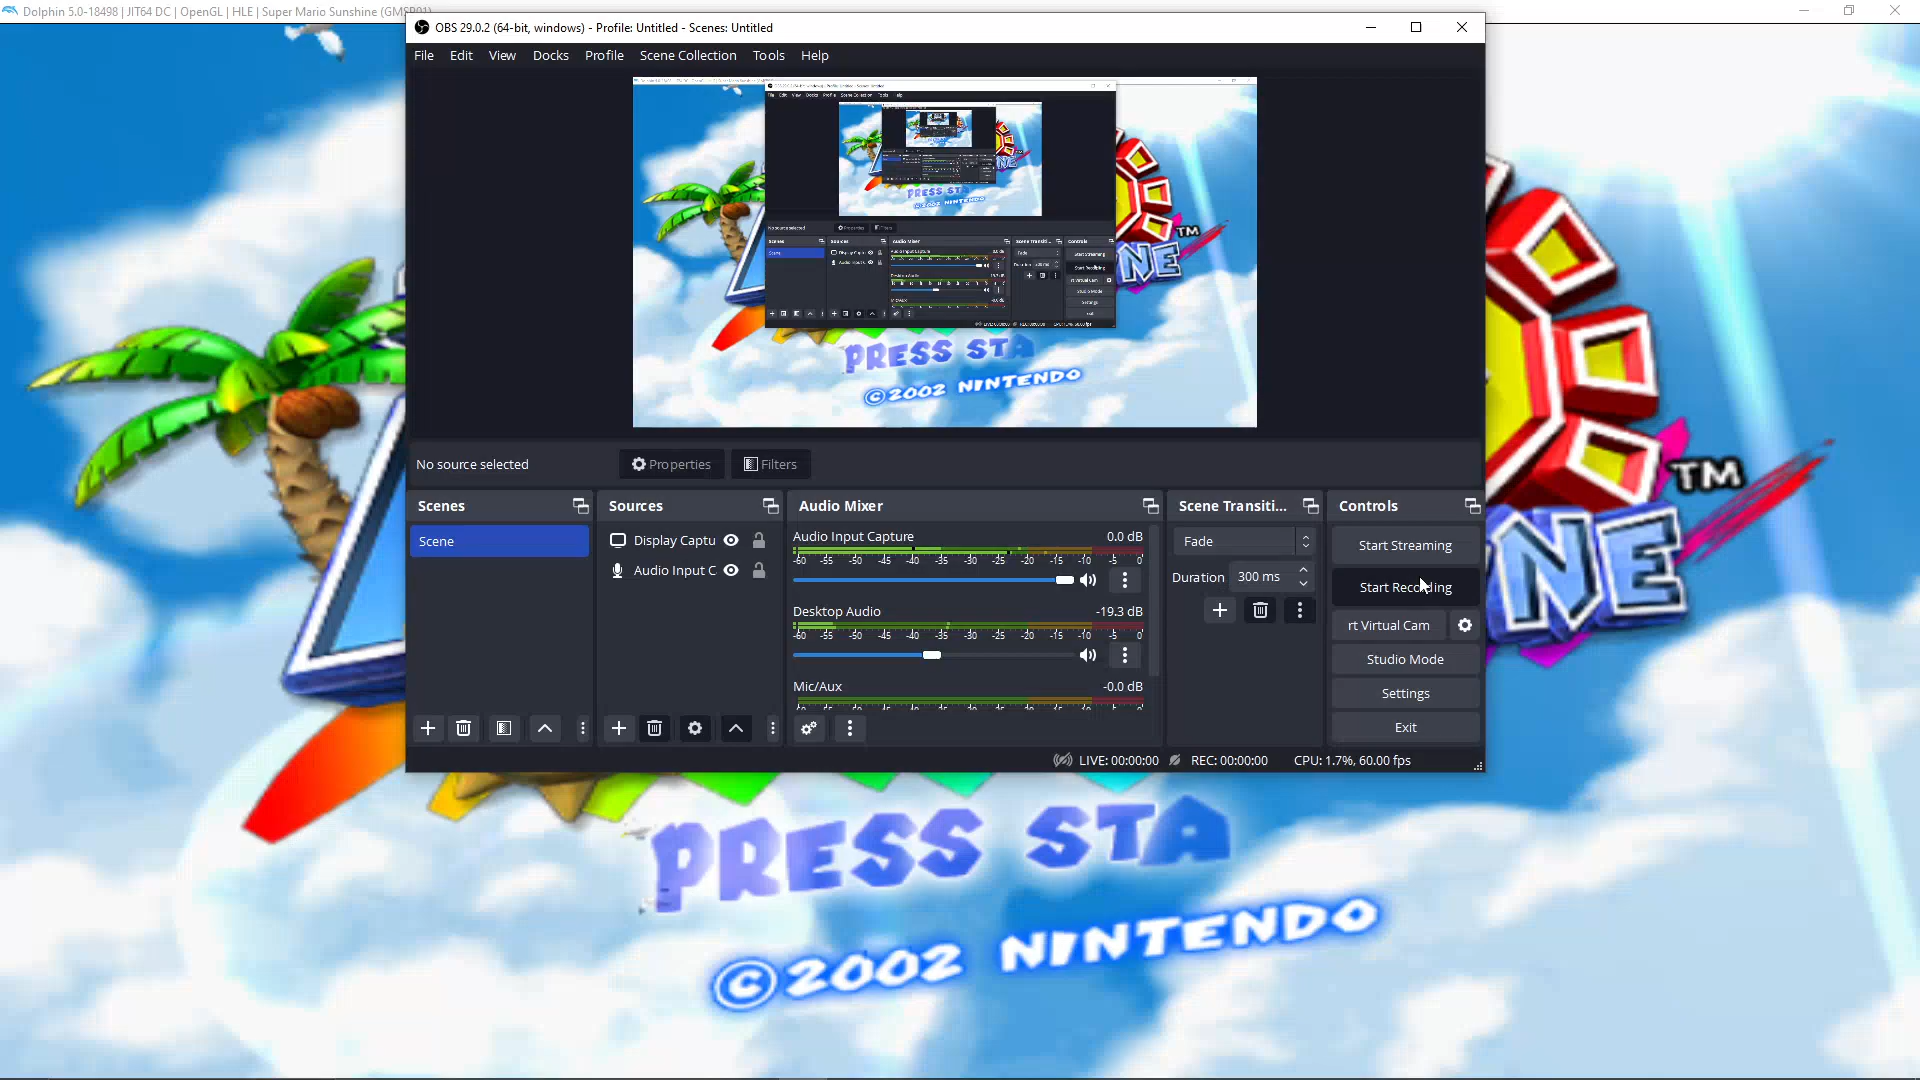 Dolphin 5.0-18498 | JIT64 DC | OpenGL | HLE | Super Mario Sunshine (GMSP01)
OBS 29.0.2 (64-bit, windows) - Profile: Untitled - Scenes: Untitled
File Edit View Docks Profile Scene Collection Tools Help
TM
NE
PRESS STA
©2002 NINTENDO
No source selected
Properties Filters
Scenes Sources Audio Mixer Scene Transiti... Controls
Scene
Display Captu
Audio Input C
Audio Input Capture 0.0 dB
-60 -55 -50 -45 -40 -35 -30 -25 -20 -15 -10 -5 0
Desktop Audio -19.3 dB
-60 -55 -50 -45 -40 -35 -30 -25 -20 -15 -10 -5 0
Mic/Aux -0.0 dB
Fade
Duration 300 ms
Start Streaming
Start Recording
rt Virtual Cam
Studio Mode
Settings
Exit
LIVE: 00:00:00 REC: 00:00:00 CPU: 1.7%, 60.00 fps
TM
NE
PRESS STA
©2002 NINTENDO